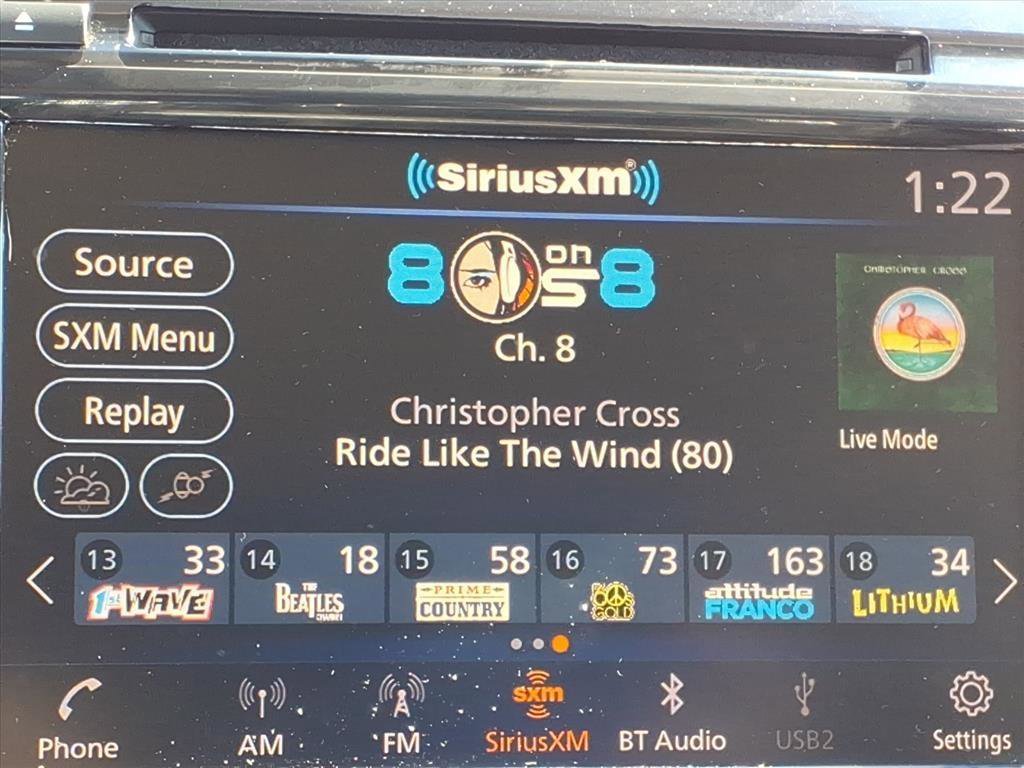 SiriusXM®
1:22
Source
80s on 8
CHRISTOPHER CROSS
SXM Menu
Ch. 8
Replay
Christopher Cross
Ride Like The Wind (80)
Live Mode
13 33 14 18 15 58 16 73 17 163 18 34
1st WAVE
THE BEATLES CHANNEL
PRIME COUNTRY
60s GOLD
attitude FRANCO
LITHIUM
sxm
Phone AM FM SiriusXM BT Audio USB2 Settings